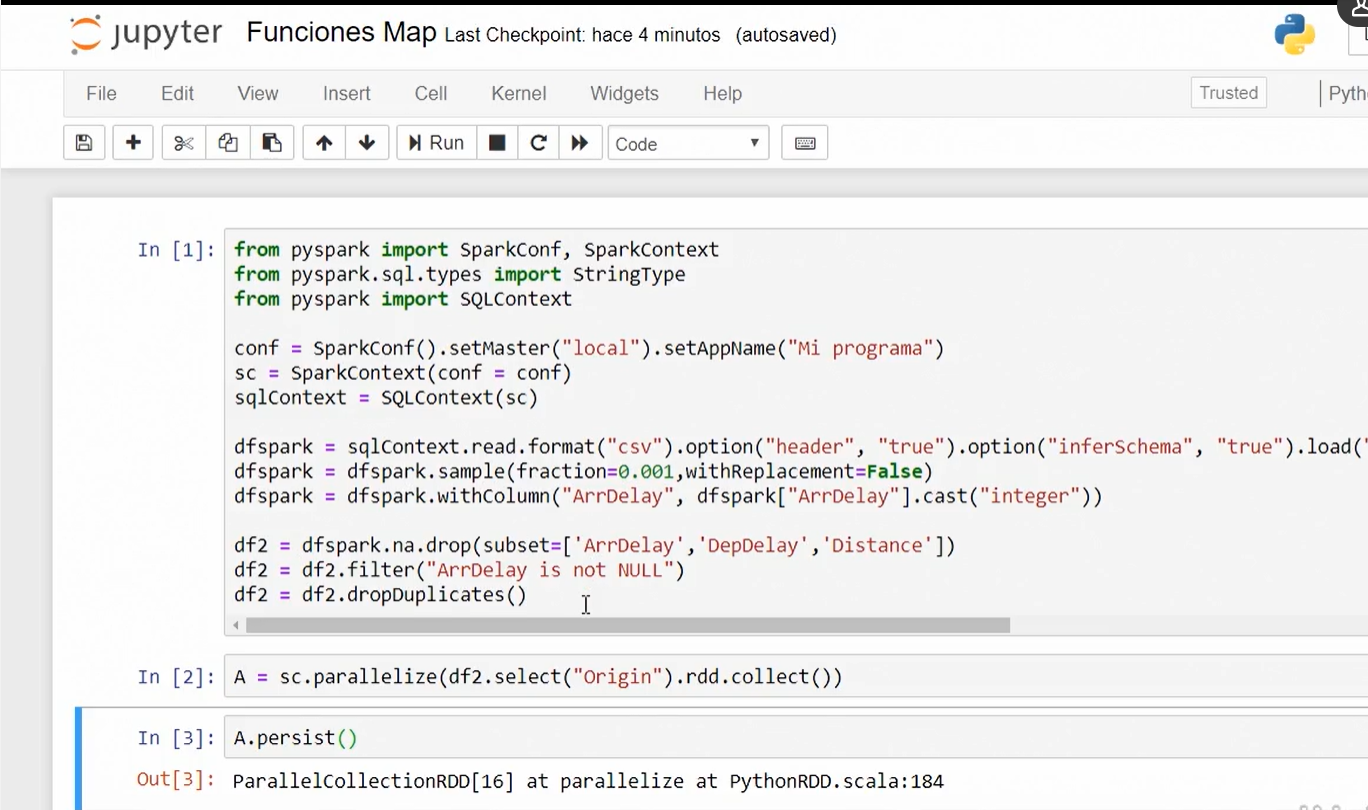 jupyter Funciones Map Last Checkpoint: hace 4 minutos (autosaved)
File Edit View Insert Cell Kernel Widgets Help Trusted
Run Code
In [1]: from pyspark import SparkConf, SparkContext
from pyspark.sql.types import StringType
from pyspark import SQLContext
conf = SparkConf().setMaster("local").setAppName("Mi programa")
sc = SparkContext(conf = conf)
sqlContext = SQLContext(sc)
dfspark = sqlContext.read.format("csv").option("header", "true").option("inferSchema", "true").load(
dfspark = dfspark.sample(fraction=0.001,withReplacement=False)
dfspark = dfspark.withColumn("ArrDelay", dfspark["ArrDelay"].cast("integer"))
df2 = dfspark.na.drop(subset=['ArrDelay','DepDelay','Distance'])
df2 = df2.filter("ArrDelay is not NULL")
df2 = df2.dropDuplicates()
In [2]: A = sc.parallelize(df2.select("Origin").rdd.collect())
In [3]: A.persist()
Out[3]: ParallelCollectionRDD[16] at parallelize at PythonRDD.scala:184